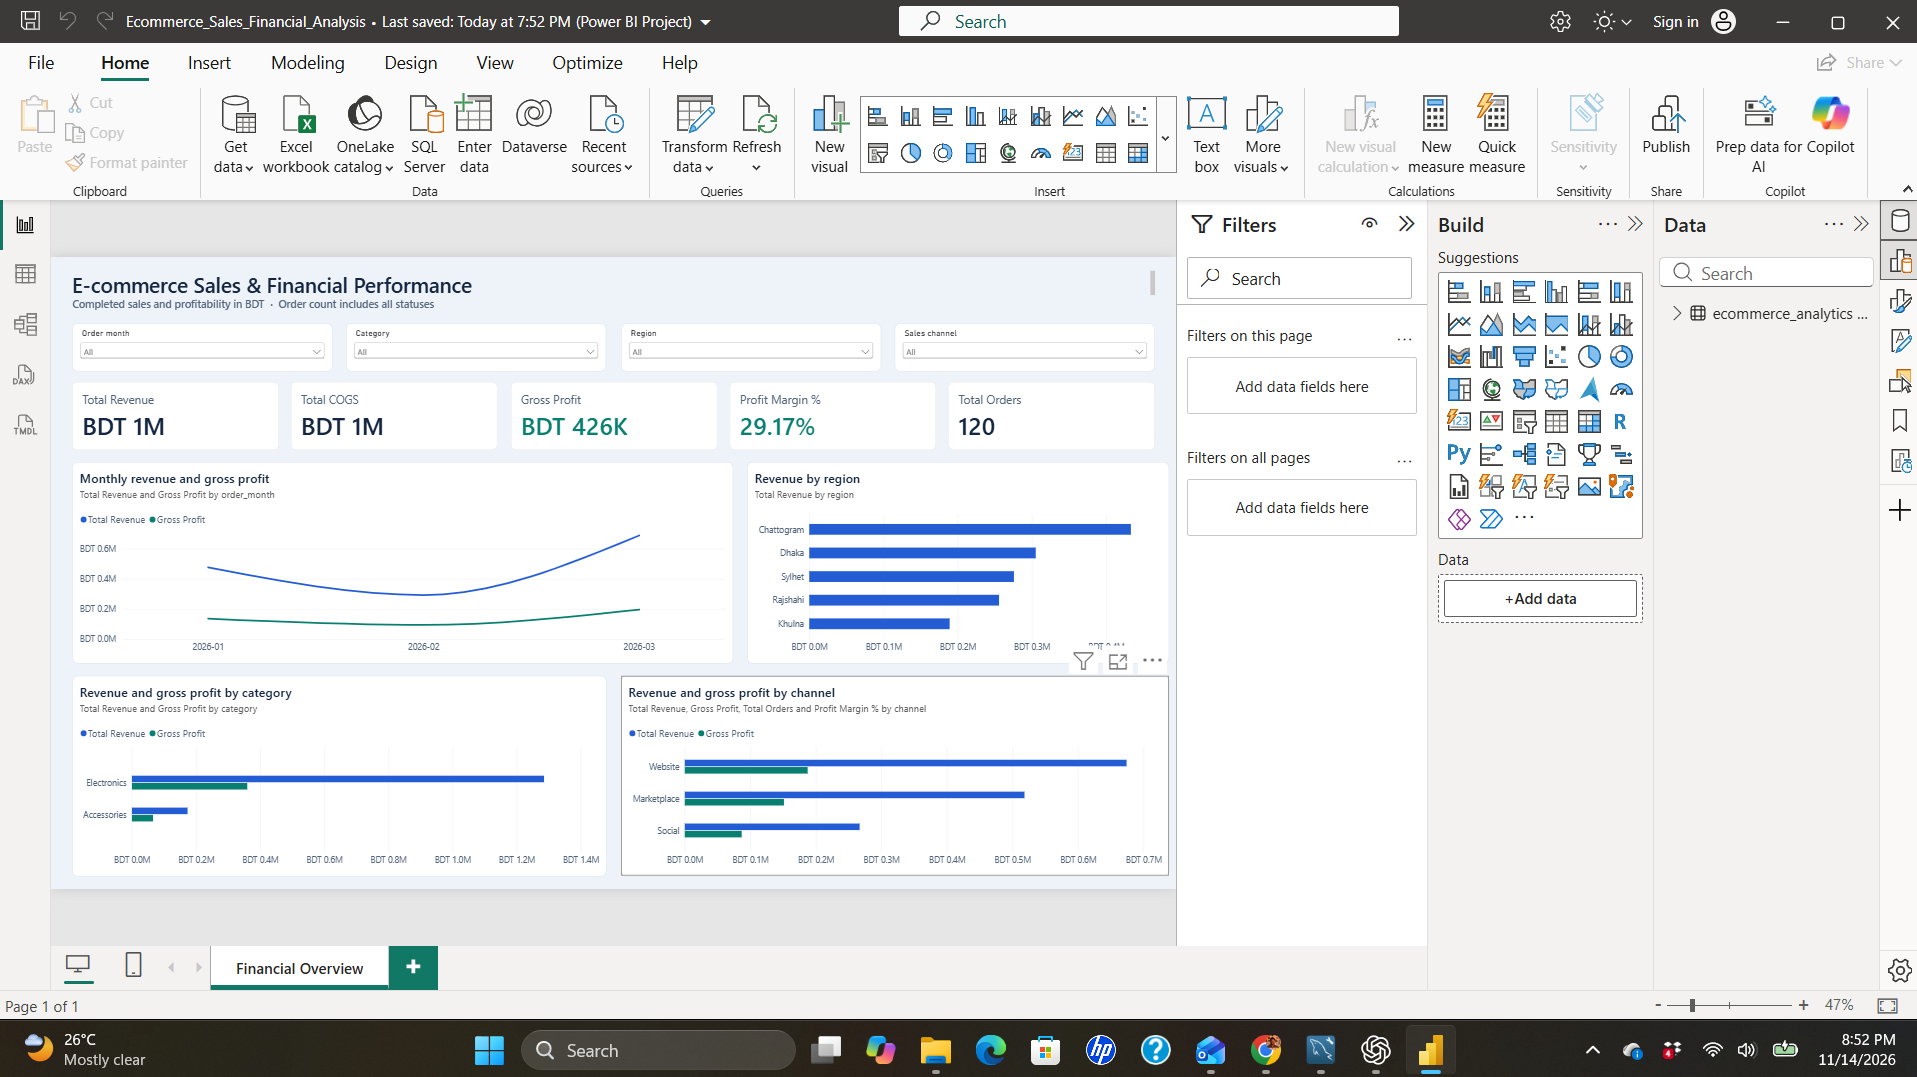 Ecommerce_Sales_Financial_Analysis • Last saved: Today at 7:52 PM (Power BI Project)
Search
Sign in
File Home Insert Modeling Design View Optimize Help
Share
Paste
Cut
Copy
Format painter
Clipboard
Get data
Excel workbook
OneLake catalog
SQL Server
Enter data
Dataverse
Recent sources
Data
Transform data
Refresh
Queries
New visual
Text box
More visuals
Insert
New visual calculation
New measure
Quick measure
Calculations
Sensitivity
Sensitivity
Publish
Share
Prep data for AI
Copilot
Copilot
DAX
TMDL
E-commerce Sales & Financial Performance
Completed sales and profitability in BDT · Order count includes all statuses
Order month
All
Category
All
Region
All
Sales channel
All
Total Revenue
BDT 1M
Total COGS
BDT 1M
Gross Profit
BDT 426K
Profit Margin %
29.17%
Total Orders
120
Monthly revenue and gross profit
Total Revenue and Gross Profit by order_month
Total Revenue Gross Profit
BDT 0.6M
BDT 0.4M
BDT 0.2M
BDT 0.0M
2026-01 2026-02 2026-03
Revenue by region
Total Revenue by region
Chattogram
Dhaka
Sylhet
Rajshahi
Khulna
BDT 0.0M BDT 0.1M BDT 0.2M BDT 0.3M
Revenue and gross profit by category
Total Revenue and Gross Profit by category
Total Revenue Gross Profit
Electronics
Accessories
BDT 0.0M BDT 0.2M BDT 0.4M BDT 0.6M BDT 0.8M BDT 1.0M BDT 1.2M BDT 1.4M
Revenue and gross profit by channel
Total Revenue, Gross Profit, Total Orders and Profit Margin % by channel
Total Revenue Gross Profit
Website
Marketplace
Social
BDT 0.0M BDT 0.1M BDT 0.2M BDT 0.3M BDT 0.4M BDT 0.5M BDT 0.6M BDT 0.7M
Filters
Search
Filters on this page
Add data fields here
Filters on all pages
Add data fields here
Build
Suggestions
123
R
Py
Data
+Add data
Data
Search
ecommerce_analytics ...
Financial Overview
Page 1 of 1
47%
26°C
Mostly clear
Search
8:52 PM
11/14/2026